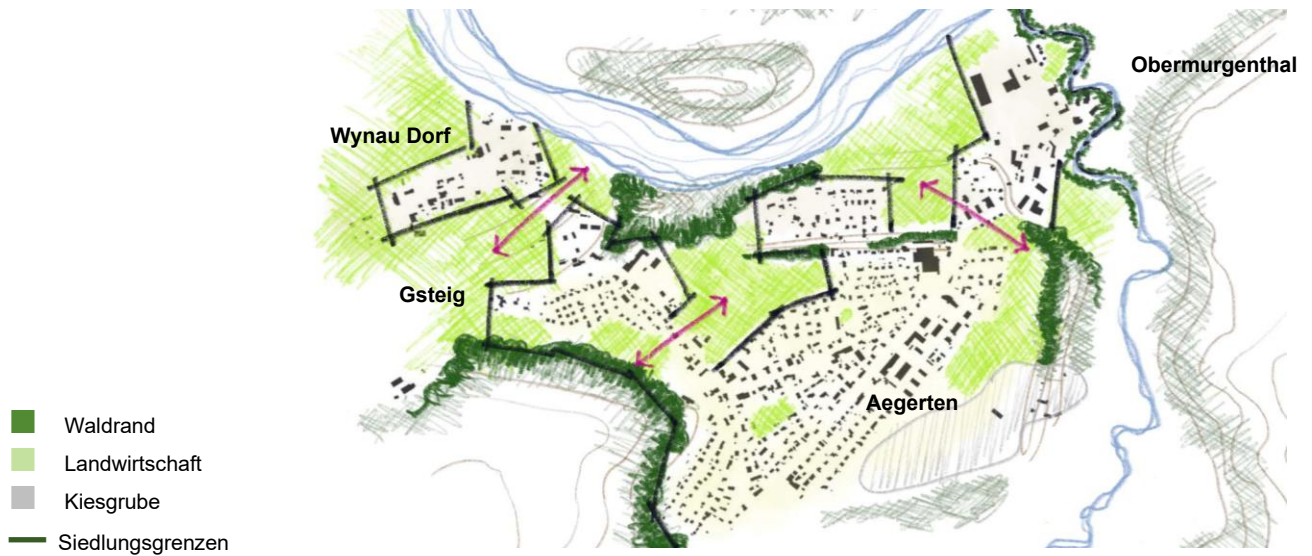 Obermurgenthal
Wynau Dorf
Gsteig
Aegerten
Waldrand
Landwirtschaft
Kiesgrube
Siedlungsgrenzen